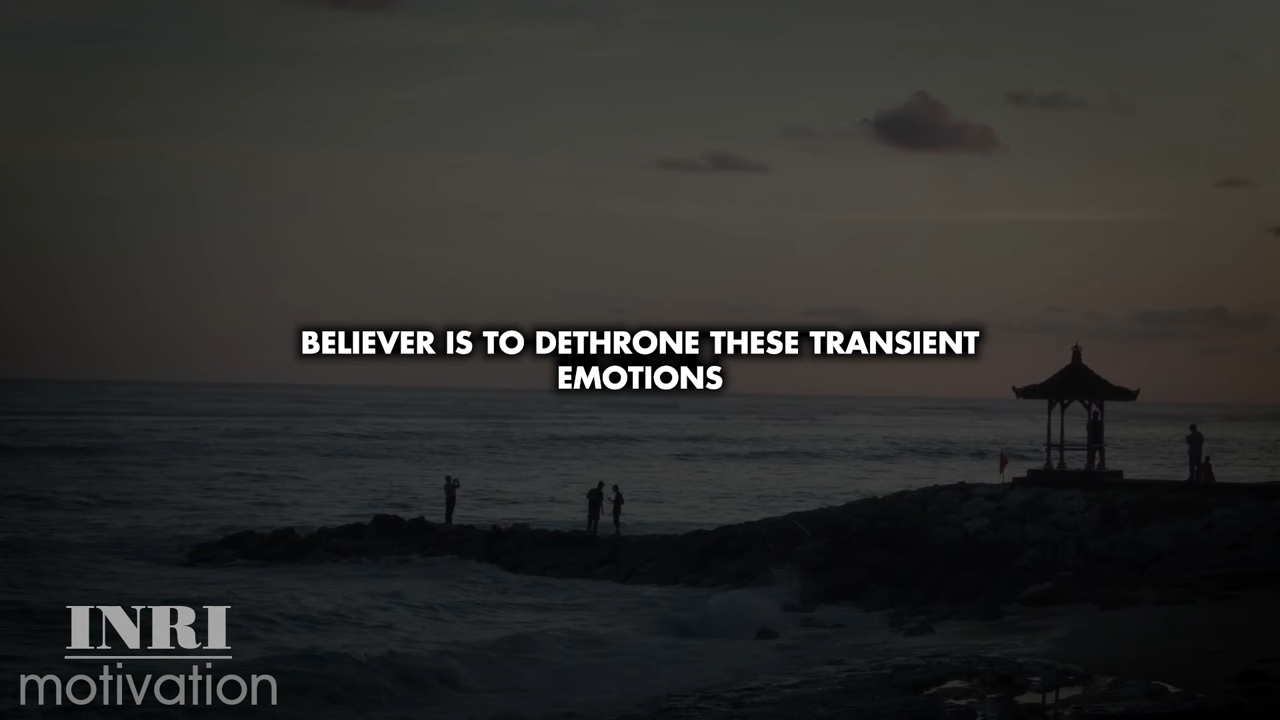 BELIEVER IS TO DETHRONE THESE TRANSIENT
EMOTIONS
INRI
motivation